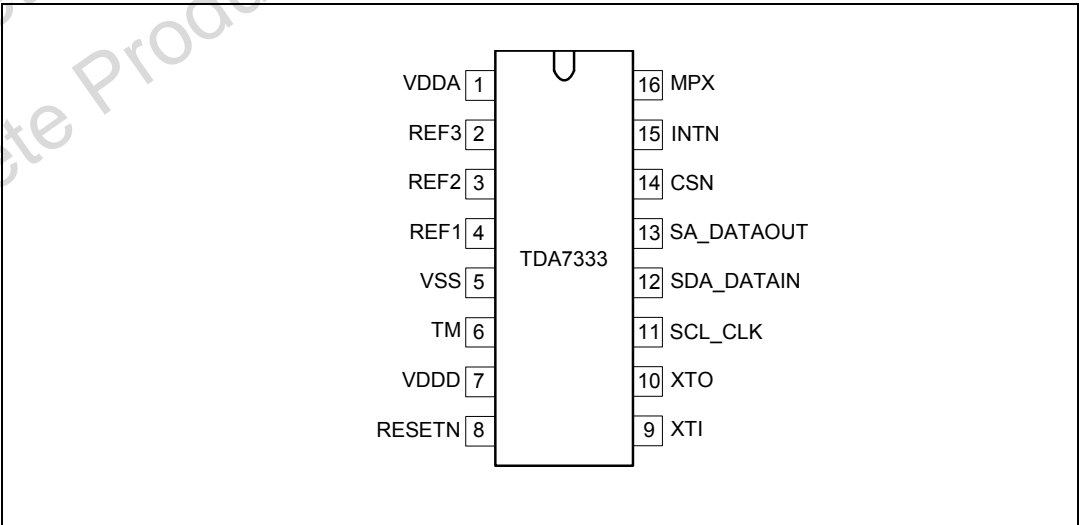 ete Produ
VDDA 1
REF3 2
REF2 3
REF1 4
VSS 5
TM 6
VDDD 7
RESETN 8
TDA7333
16 MPX
15 INTN
14 CSN
13 SA_DATAOUT
12 SDA_DATAIN
11 SCL_CLK
10 XTO
9 XTI